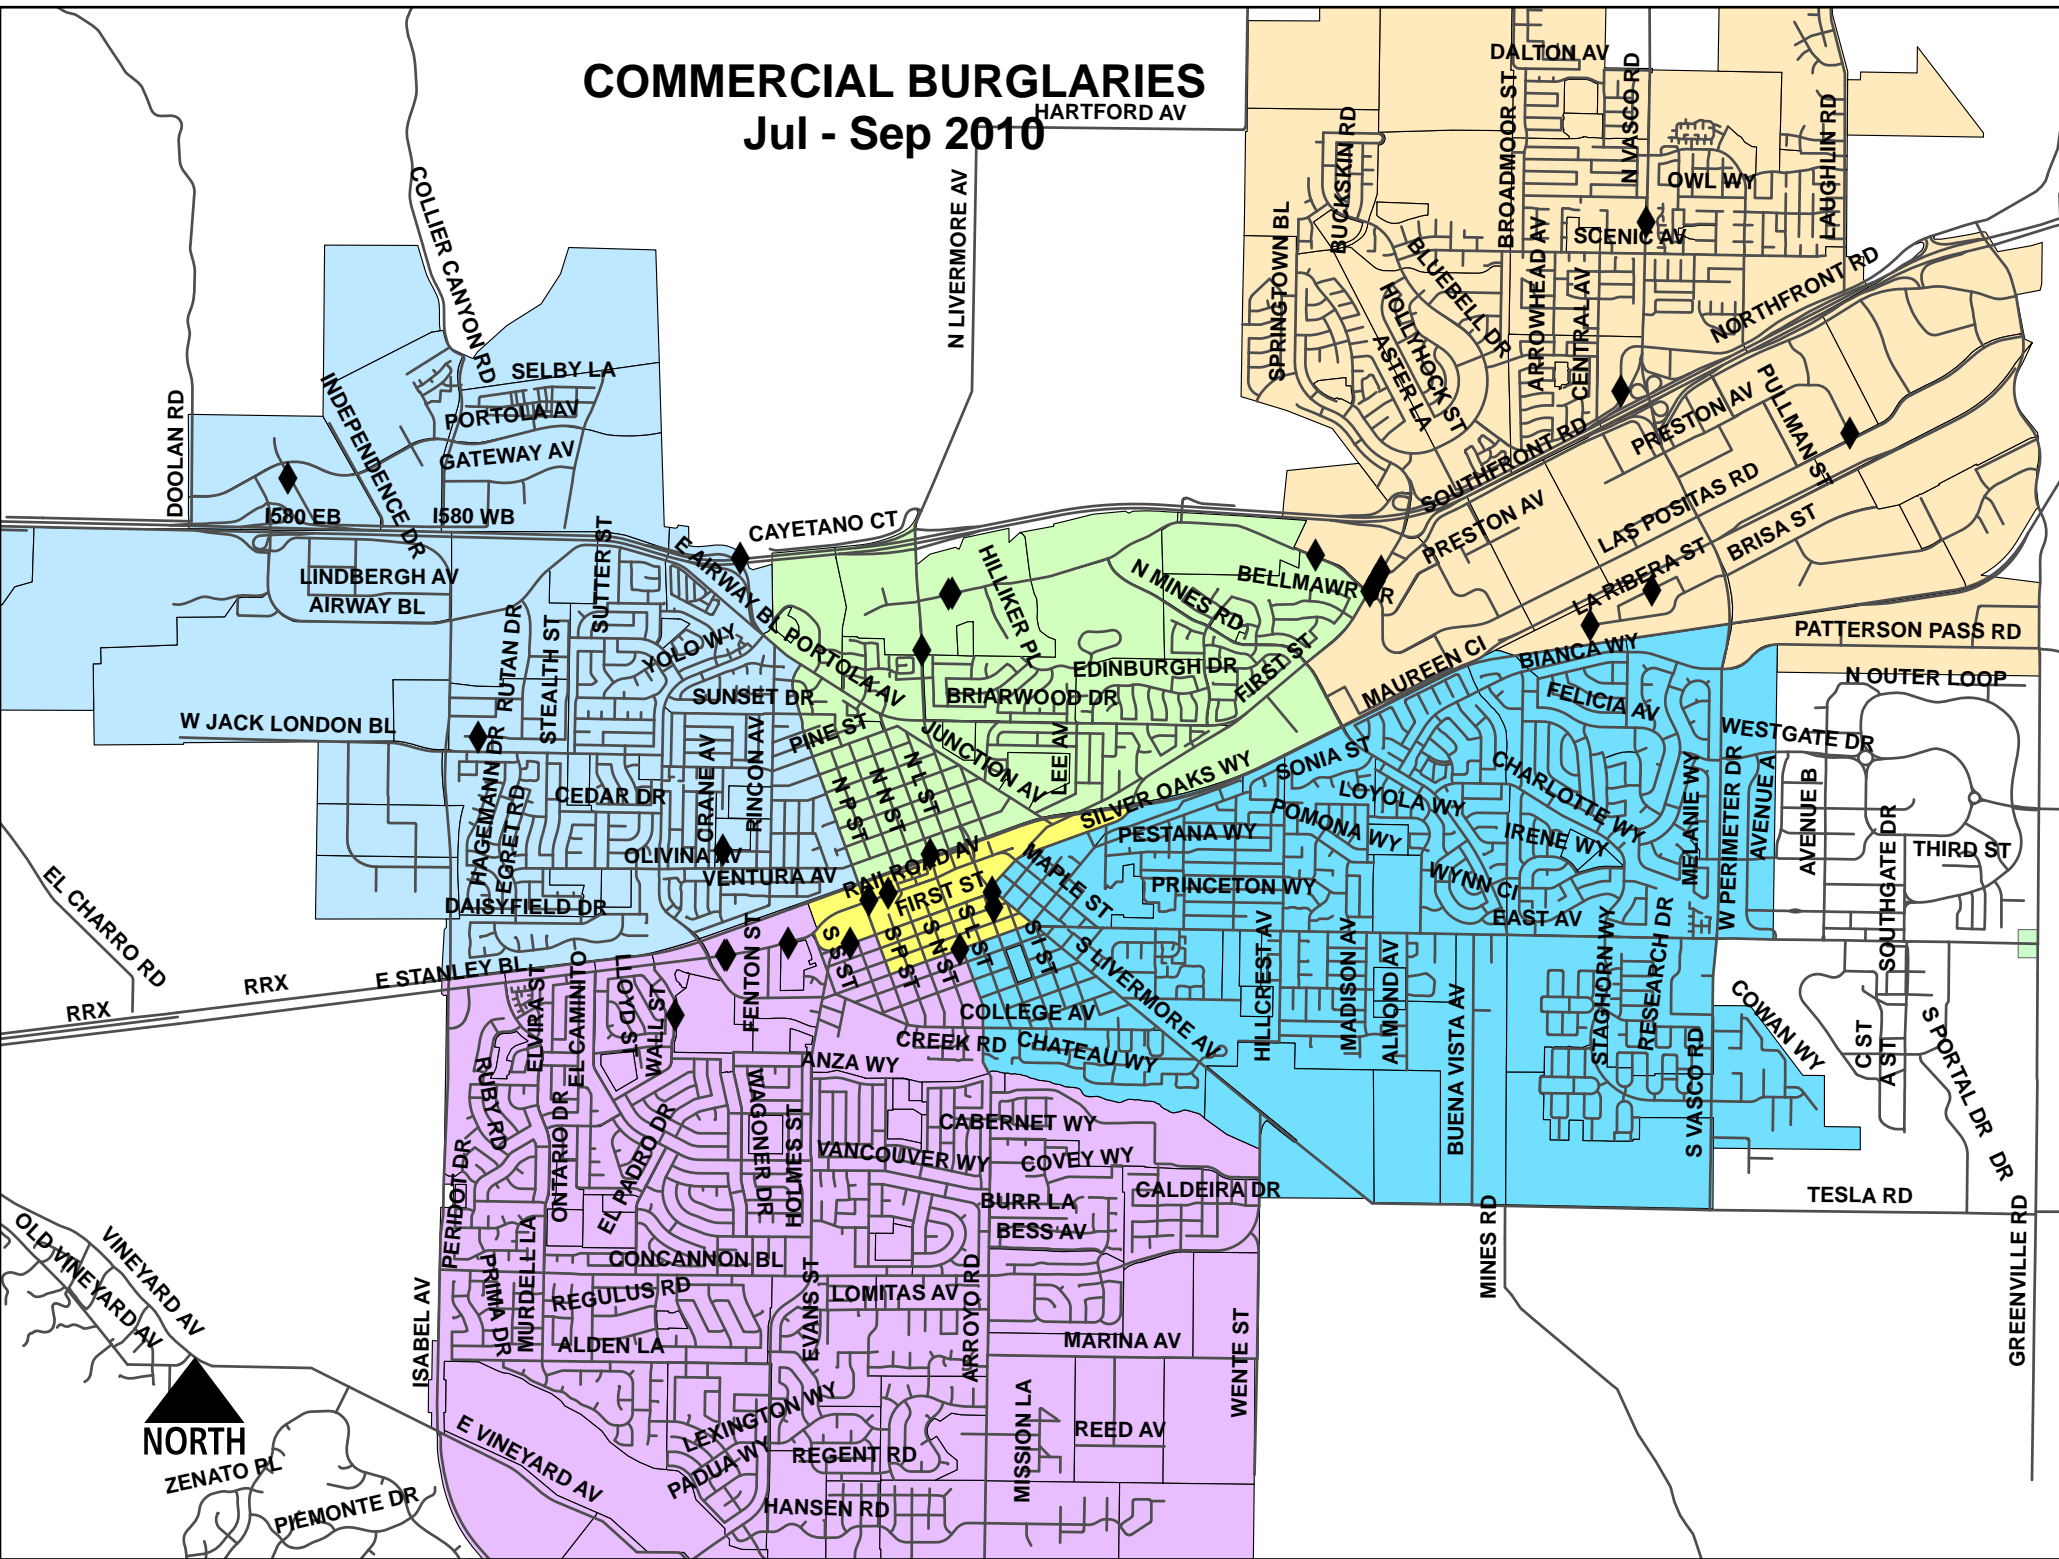 COMMERCIAL BURGLARIES
Jul - Sep 2010
HARTFORD AV
DALTON AV
N VASCO RD
BROADMOOR ST
LAUGHLIN RD
BUCKSKIN RD
OWL WY
SCENIC AV
SPRINGTOWN BL
BLUEBELL DR
ARROWHEAD AV
CENTRAL AV
NORTHFRONT RD
HOLLYHOCK ST
ASTER LA
COLLIER CANYON RD
N LIVERMORE AV
SELBY LA
PORTOLA AV
GATEWAY AV
INDEPENDENCE DR
DOOLAN RD
I580 EB
I580 WB
CAYETANO CT
SOUTHFRONT RD
PRESTON AV
PULLMAN ST
PRESTON AV
LAS POSITAS RD
BRISA ST
LA RIBERA ST
LINDBERGH AV
AIRWAY BL
SUTTER ST
E AIRWAY BL
HILLIKER PL
N MINES RD
BELLMAWR DR
RUTAN DR
STEALTH ST
YOLO WY
PORTOLA AV
EDINBURGH DR
FIRST ST
MAUREEN CI
BIANCA WY
PATTERSON PASS RD
N OUTER LOOP
SUNSET DR
BRIARWOOD DR
FELICIA AV
W JACK LONDON BL
PINE ST
JUNCTION AV
LEE AV
WESTGATE DR
HAGEMANN DR
EGRET RD
CEDAR DR
CRANE AV
RINCON AV
N P ST
N N ST
N L ST
SILVER OAKS WY
SONIA ST
LOYOLA WY
CHARLOTTE WY
MELANIE WY
W PERIMETER DR
AVENUE A
AVENUE B
SOUTHGATE DR
THIRD ST
OLIVINA AV
VENTURA AV
RAILROAD AV
FIRST ST
MAPLE ST
PESTANA WY
POMONA WY
IRENE WY
PRINCETON WY
WYNN CI
EAST AV
EL CHARRO RD
DAISYFIELD DR
E STANLEY BL
RRX
RRX
S S ST
S P ST
S N ST
S L ST
S I ST
S LIVERMORE AV
HILLCREST AV
MADISON AV
ALMOND AV
BUENA VISTA AV
STAGHORN WY
RESEARCH DR
S VASCO RD
COWAN WY
C ST
A ST
S PORTAL DR
DR
ELVIRA ST
EL CAMINITO
LLOYD ST
WALL ST
FENTON ST
COLLEGE AV
CREEK RD
CHATEAU WY
ANZA WY
RUBY RD
ONTARIO DR
EL PADRO DR
WAGONER DR
HOLMES ST
CABERNET WY
VANCOUVER WY
COVEY WY
CALDEIRA DR
BURR LA
BESS AV
TESLA RD
PERIDOT DR
MURDELL LA
PRIMA DR
CONCANNON BL
REGULUS RD
LOMITAS AV
EVANS ST
ARROYO RD
MINES RD
GREENVILLE RD
OLD VINEYARD AV
VINEYARD AV
ISABEL AV
ALDEN LA
MARINA AV
WENTE ST
MISSION LA
REED AV
NORTH
ZENATO PL
PIEMONTE DR
E VINEYARD AV
LEXINGTON WY
PADUA WY
REGENT RD
HANSEN RD